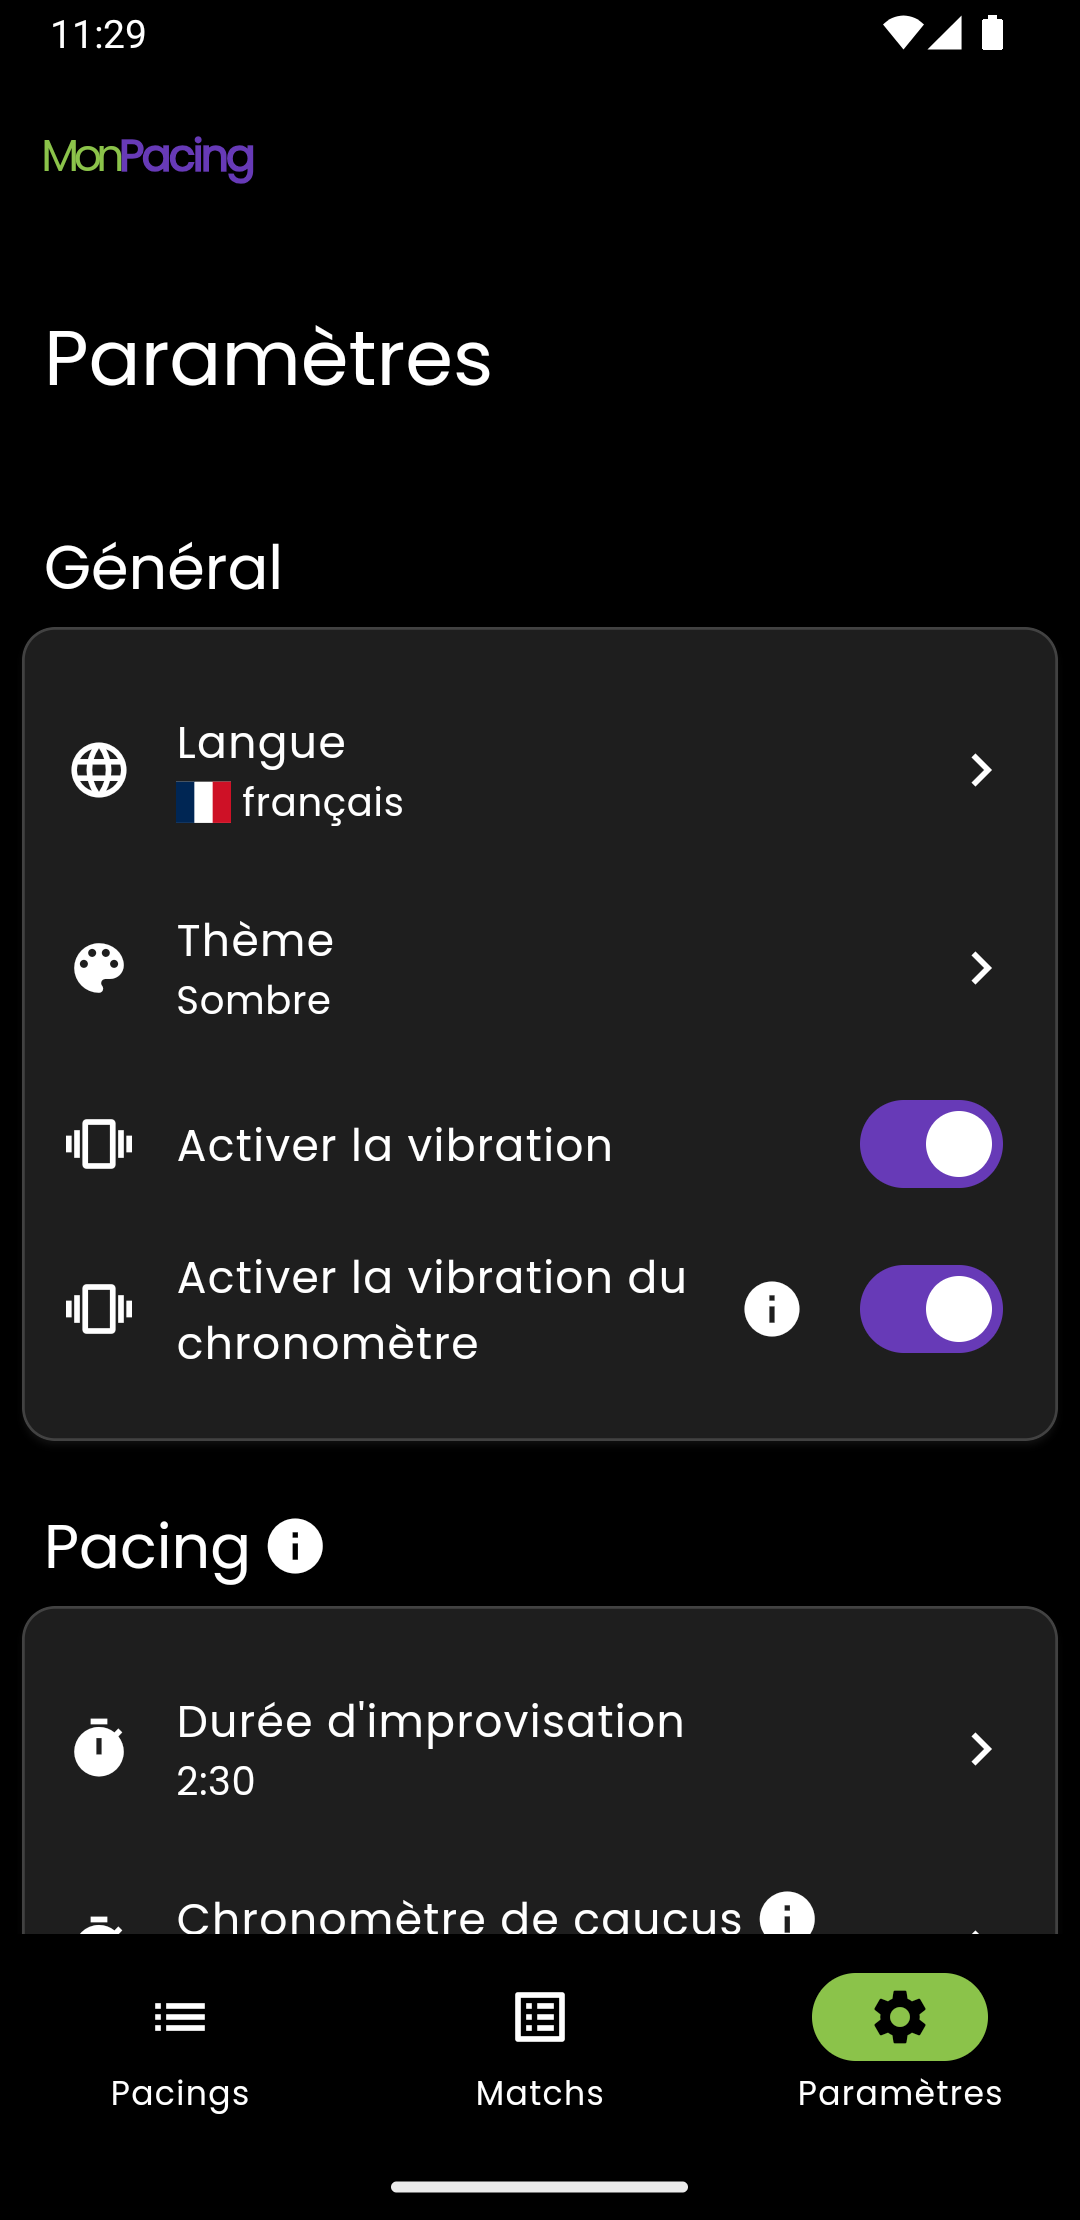 11:29
MonPacing
Paramètres
Général
Langue
français
Thème
Sombre
Activer la vibration
Activer la vibration du
chronomètre
Pacing
Durée d'improvisation
2:30
Chronomètre de caucus
Pacings
Matchs
Paramètres